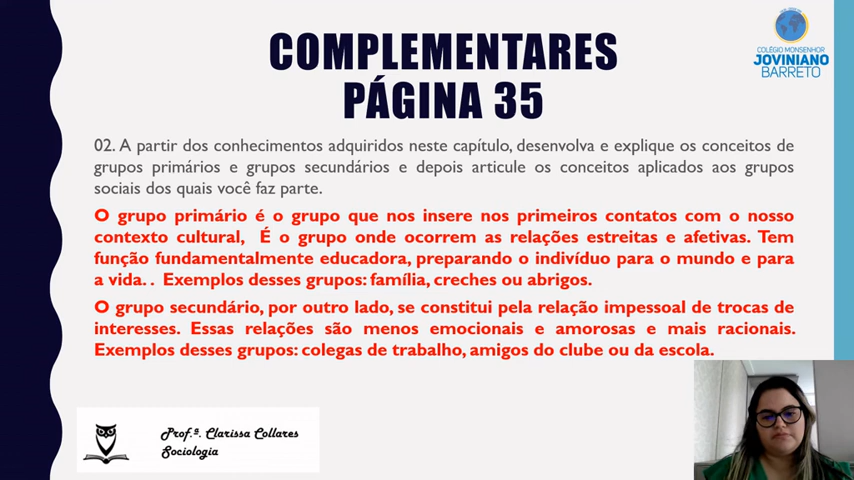 COMPLEMENTARES
PÁGINA 35
COLÉGIO MONSENHOR
JOVINIANO
BARRETO
02. A partir dos conhecimentos adquiridos neste capítulo, desenvolva e explique os conceitos de
grupos primários e grupos secundários e depois articule os conceitos aplicados aos grupos
sociais dos quais você faz parte.
O grupo primário é o grupo que nos insere nos primeiros contatos com o nosso
contexto cultural, É o grupo onde ocorrem as relações estreitas e afetivas. Tem
função fundamentalmente educadora, preparando o indivíduo para o mundo e para
a vida. . Exemplos desses grupos: família, creches ou abrigos.
O grupo secundário, por outro lado, se constitui pela relação impessoal de trocas de
interesses. Essas relações são menos emocionais e amorosas e mais racionais.
Exemplos desses grupos: colegas de trabalho, amigos do clube ou da escola.
Prof.ª. Clarissa Collares
Sociologia